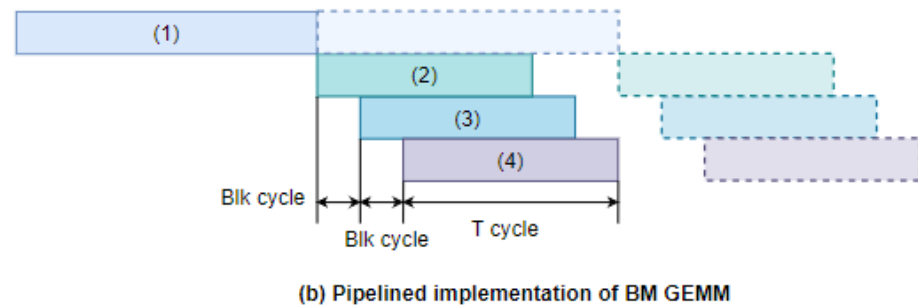 (1)
(2)
(3)
(4)
Blk cycle
Blk cycle
T cycle
(b) Pipelined implementation of BM GEMM